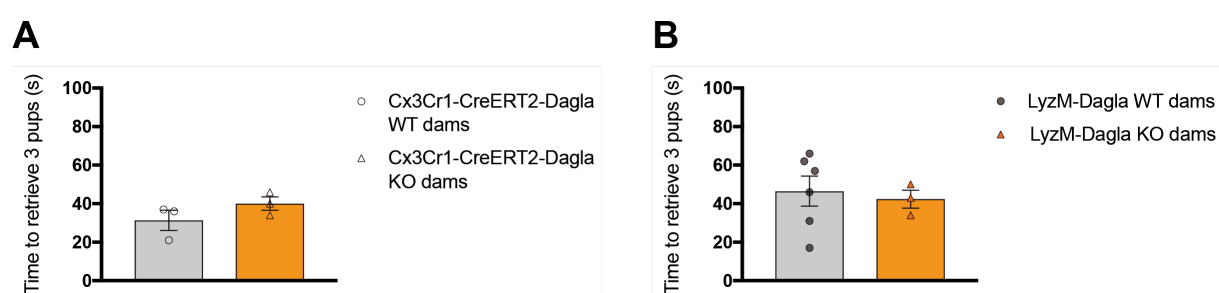 A
Time to retrieve 3 pups (s)
100
80
60
40
20
0
Cx3Cr1-CreERT2-Dagla
WT dams
Cx3Cr1-CreERT2-Dagla
KO dams
B
Time to retrieve 3 pups (s)
100
80
60
40
20
0
LyzM-Dagla WT dams
LyzM-Dagla KO dams